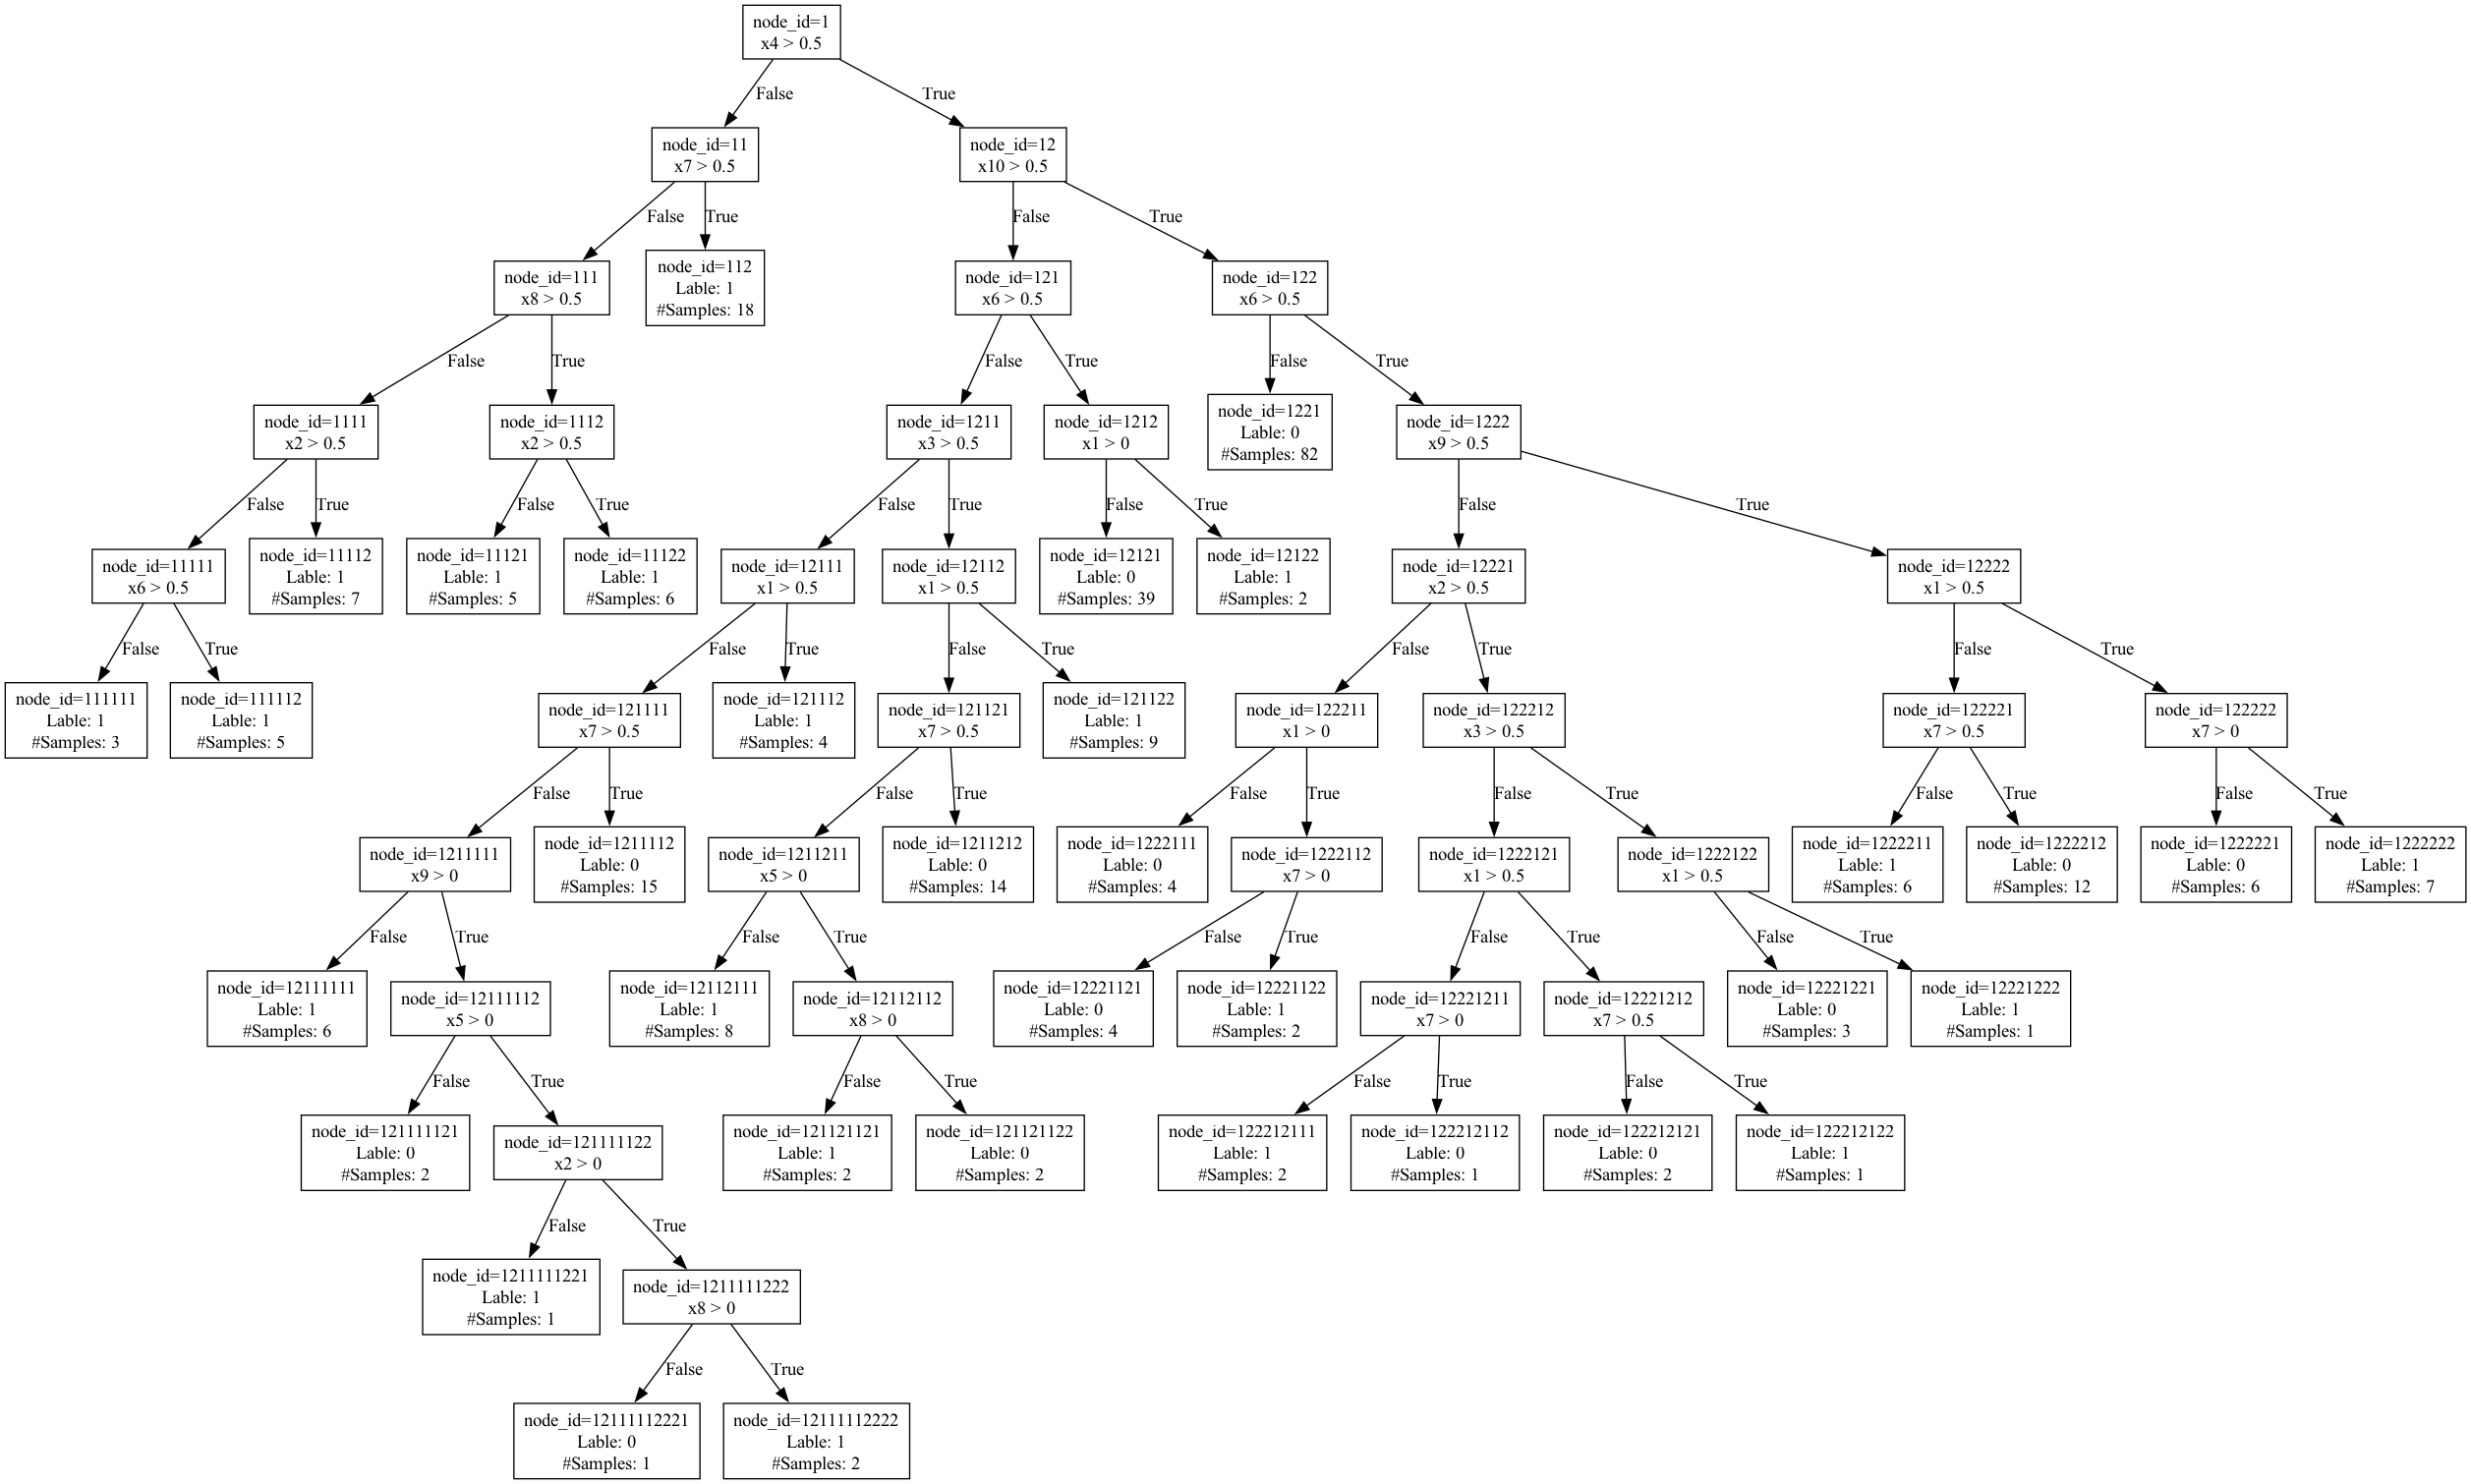 node_id=1
x4 > 0.5
False
True
node_id=11
x7 > 0.5
node_id=12
x10 > 0.5
False
True
False
True
node_id=111
x8 > 0.5
node_id=112
Lable: 1
#Samples: 18
node_id=121
x6 > 0.5
node_id=122
x6 > 0.5
False
True
False
True
False
True
node_id=1111
x2 > 0.5
node_id=1112
x2 > 0.5
node_id=1211
x3 > 0.5
node_id=1212
x1 > 0
node_id=1221
Lable: 0
#Samples: 82
node_id=1222
x9 > 0.5
False
True
False
True
False
True
False
True
False
True
node_id=11111
x6 > 0.5
node_id=11112
Lable: 1
#Samples: 7
node_id=11121
Lable: 1
#Samples: 5
node_id=11122
Lable: 1
#Samples: 6
node_id=12111
x1 > 0.5
node_id=12112
x1 > 0.5
node_id=12121
Lable: 0
#Samples: 39
node_id=12122
Lable: 1
#Samples: 2
node_id=12221
x2 > 0.5
node_id=12222
x1 > 0.5
False
True
False
True
False
True
False
True
False
True
node_id=111111
Lable: 1
#Samples: 3
node_id=111112
Lable: 1
#Samples: 5
node_id=121111
x7 > 0.5
node_id=121112
Lable: 1
#Samples: 4
node_id=121121
x7 > 0.5
node_id=121122
Lable: 1
#Samples: 9
node_id=122211
x1 > 0
node_id=122212
x3 > 0.5
node_id=122221
x7 > 0.5
node_id=122222
x7 > 0
False
True
False
True
False
True
False
True
False
True
False
True
node_id=1211111
x9 > 0
node_id=1211112
Lable: 0
#Samples: 15
node_id=1211211
x5 > 0
node_id=1211212
Lable: 0
#Samples: 14
node_id=1222111
Lable: 0
#Samples: 4
node_id=1222112
x7 > 0
node_id=1222121
x1 > 0.5
node_id=1222122
x1 > 0.5
node_id=1222211
Lable: 1
#Samples: 6
node_id=1222212
Lable: 0
#Samples: 12
node_id=1222221
Lable: 0
#Samples: 6
node_id=1222222
Lable: 1
#Samples: 7
False
True
False
True
False
True
False
True
False
True
node_id=12111111
Lable: 1
#Samples: 6
node_id=12111112
x5 > 0
node_id=12112111
Lable: 1
#Samples: 8
node_id=12112112
x8 > 0
node_id=12221121
Lable: 0
#Samples: 4
node_id=12221122
Lable: 1
#Samples: 2
node_id=12221211
x7 > 0
node_id=12221212
x7 > 0.5
node_id=12221221
Lable: 0
#Samples: 3
node_id=12221222
Lable: 1
#Samples: 1
False
True
False
True
False
True
False
True
node_id=121111121
Lable: 0
#Samples: 2
node_id=121111122
x2 > 0
node_id=121121121
Lable: 1
#Samples: 2
node_id=121121122
Lable: 0
#Samples: 2
node_id=122212111
Lable: 1
#Samples: 2
node_id=122212112
Lable: 0
#Samples: 1
node_id=122212121
Lable: 0
#Samples: 2
node_id=122212122
Lable: 1
#Samples: 1
False
True
node_id=1211111221
Lable: 1
#Samples: 1
node_id=1211111222
x8 > 0
False
True
node_id=12111112221
Lable: 0
#Samples: 1
node_id=12111112222
Lable: 1
#Samples: 2